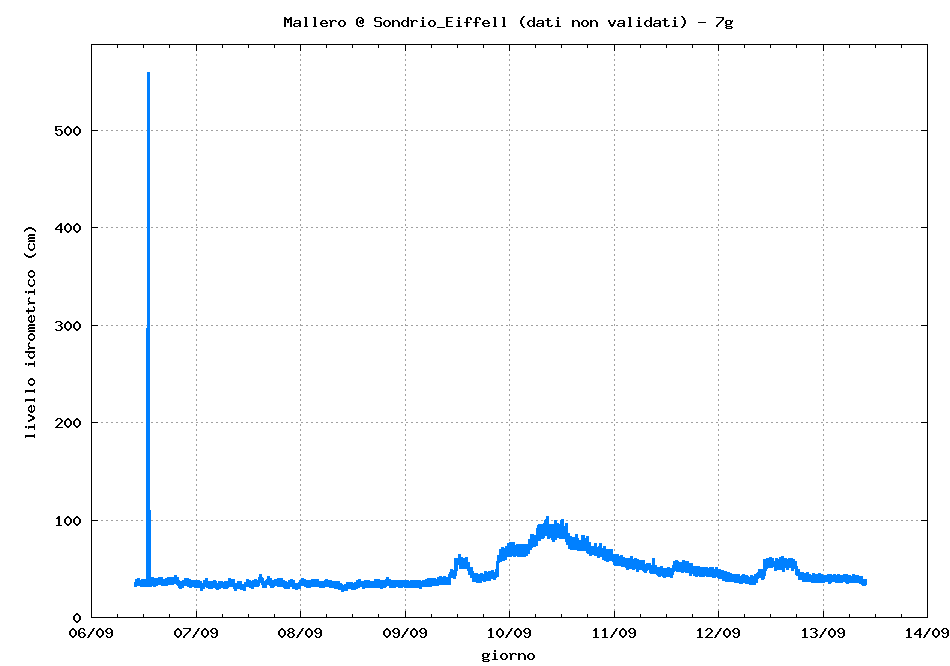 Mallero @ Sondrio_Eiffell (dati non validati) - 7g
livello idrometrico (cm)
500
400
300
200
100
0
06/09 07/09 08/09 09/09 10/09 11/09 12/09 13/09 14/09
giorno